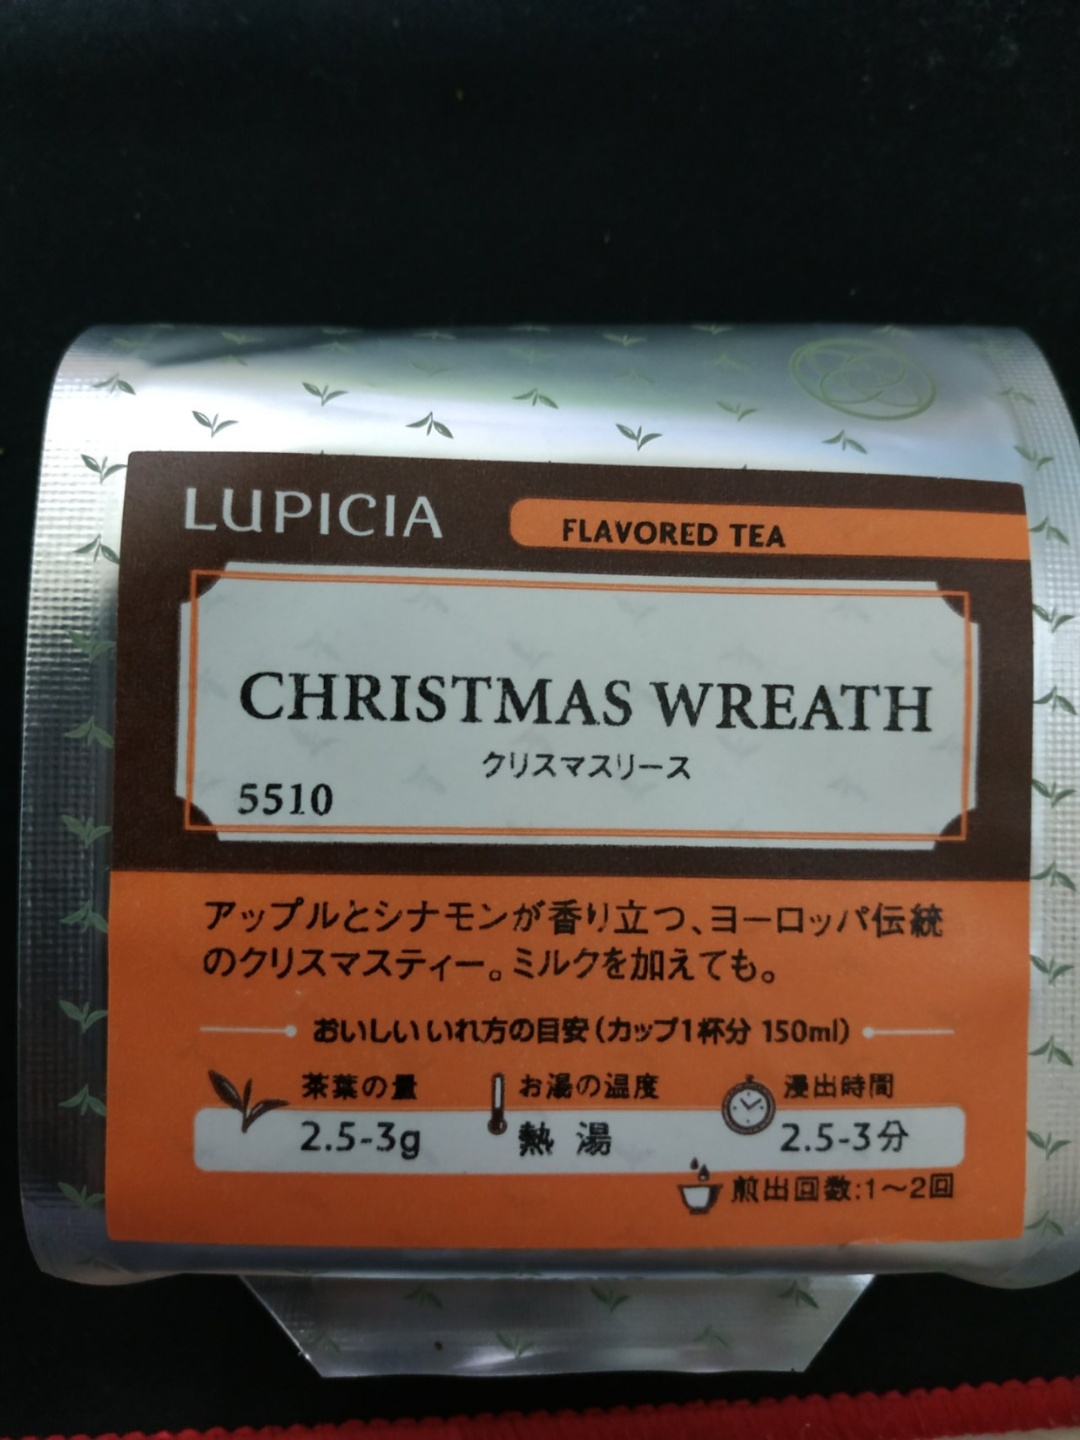 LUPICIA
FLAVORED TEA
CHRISTMAS WREATH
クリスマスリース
5510
アップルとシナモンが香り立つ、ヨーロッパ伝統
のクリスマスティー。ミルクを加えても。
おいしいいれ方の目安(カップ1杯分 150ml)
茶葉の量
お湯の温度
浸出時間
2.5-3g
熱 湯
2.5-3分
煎出回数:1〜2回